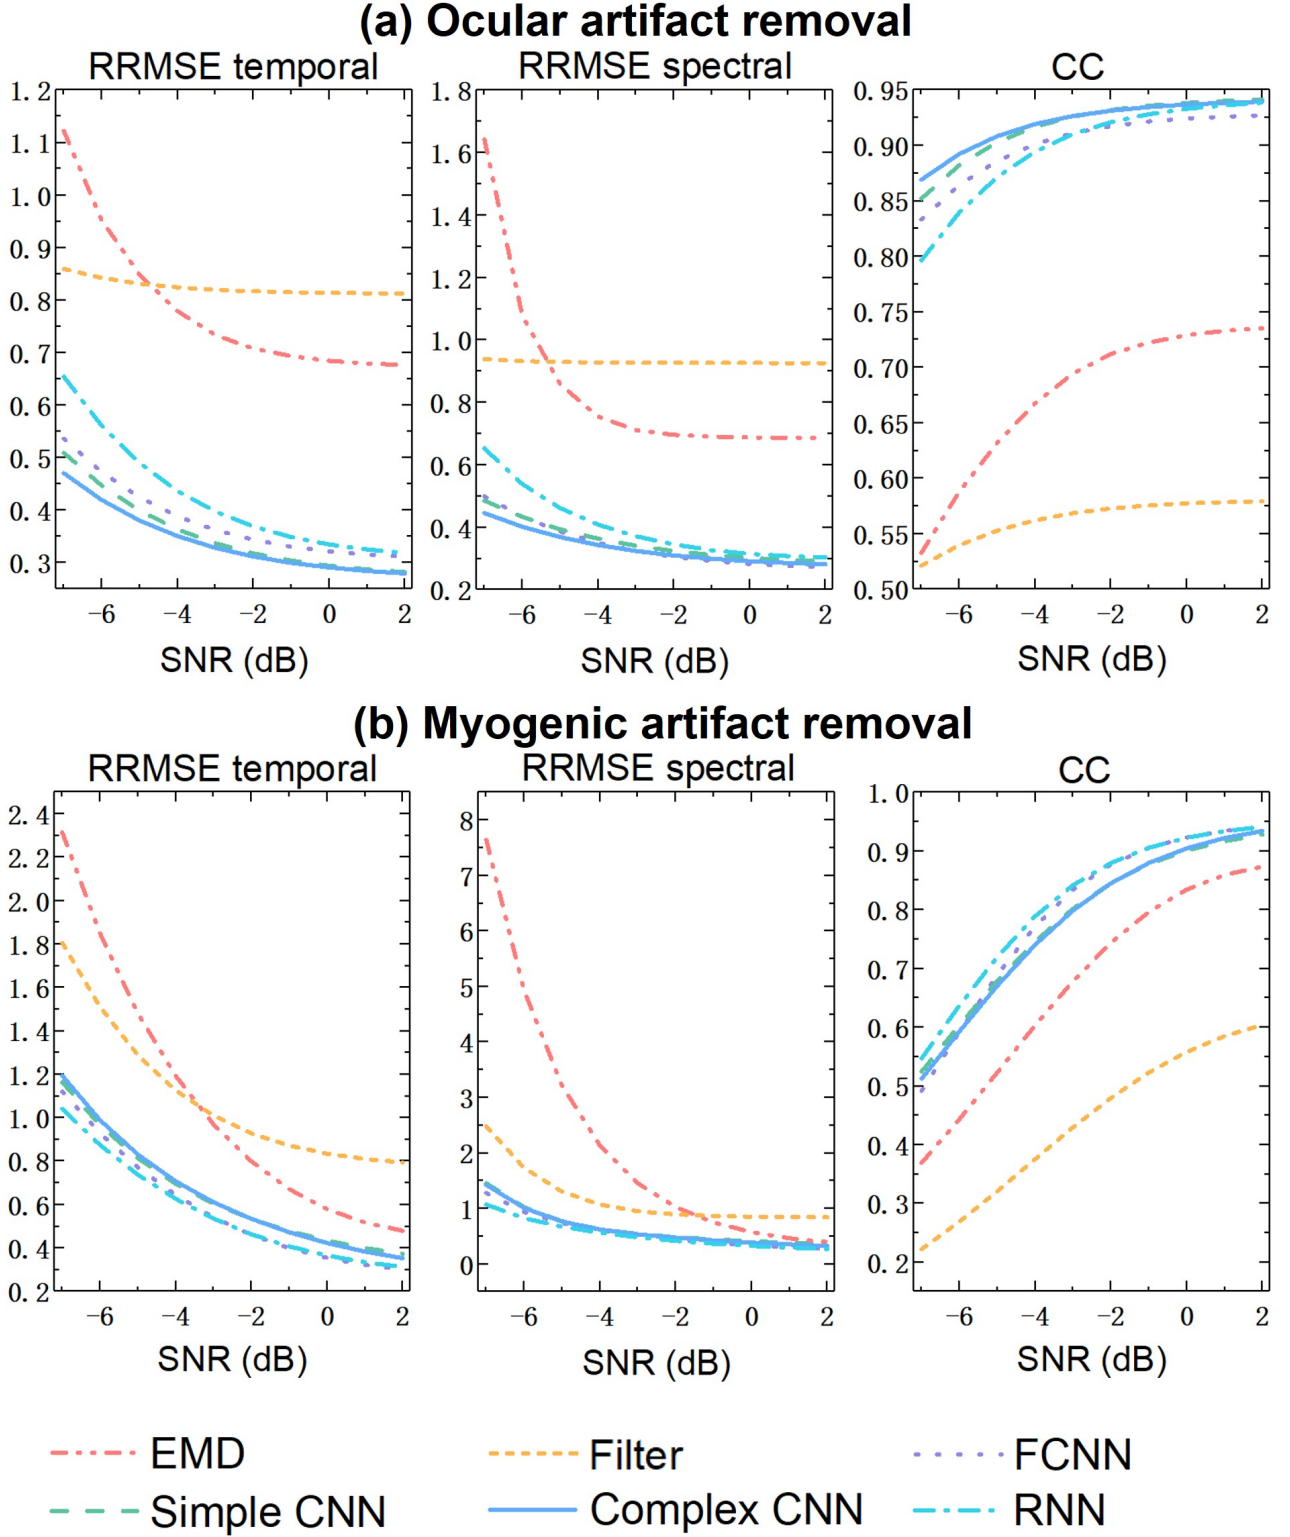 (a) Ocular artifact removal
RRMSE temporal RRMSE spectral CC
1.2 1.8 0.95
1.1 1.6 0.90
1.0 1.4 0.85
0.9 1.2 0.80
0.8 1.0 0.75
0.7 0.8 0.70
0.6 0.6 0.65
0.5 0.4 0.60
0.4 0.2 0.55
0.3 0.50
−6 −4 −2 0 2 −6 −4 −2 0 2 −6 −4 −2 0 2
SNR (dB) SNR (dB) SNR (dB)
(b) Myogenic artifact removal
RRMSE temporal RRMSE spectral CC
2.4 8 1.0
2.2 7 0.9
2.0 6 0.8
1.8 5 0.7
1.6 4 0.6
1.4 3 0.5
1.2 2 0.4
1.0 1 0.3
0.8 0 0.2
0.6
0.4
0.2
−6 −4 −2 0 2 −6 −4 −2 0 2 −6 −4 −2 0 2
SNR (dB) SNR (dB) SNR (dB)
EMD Filter FCNN
Simple CNN Complex CNN RNN